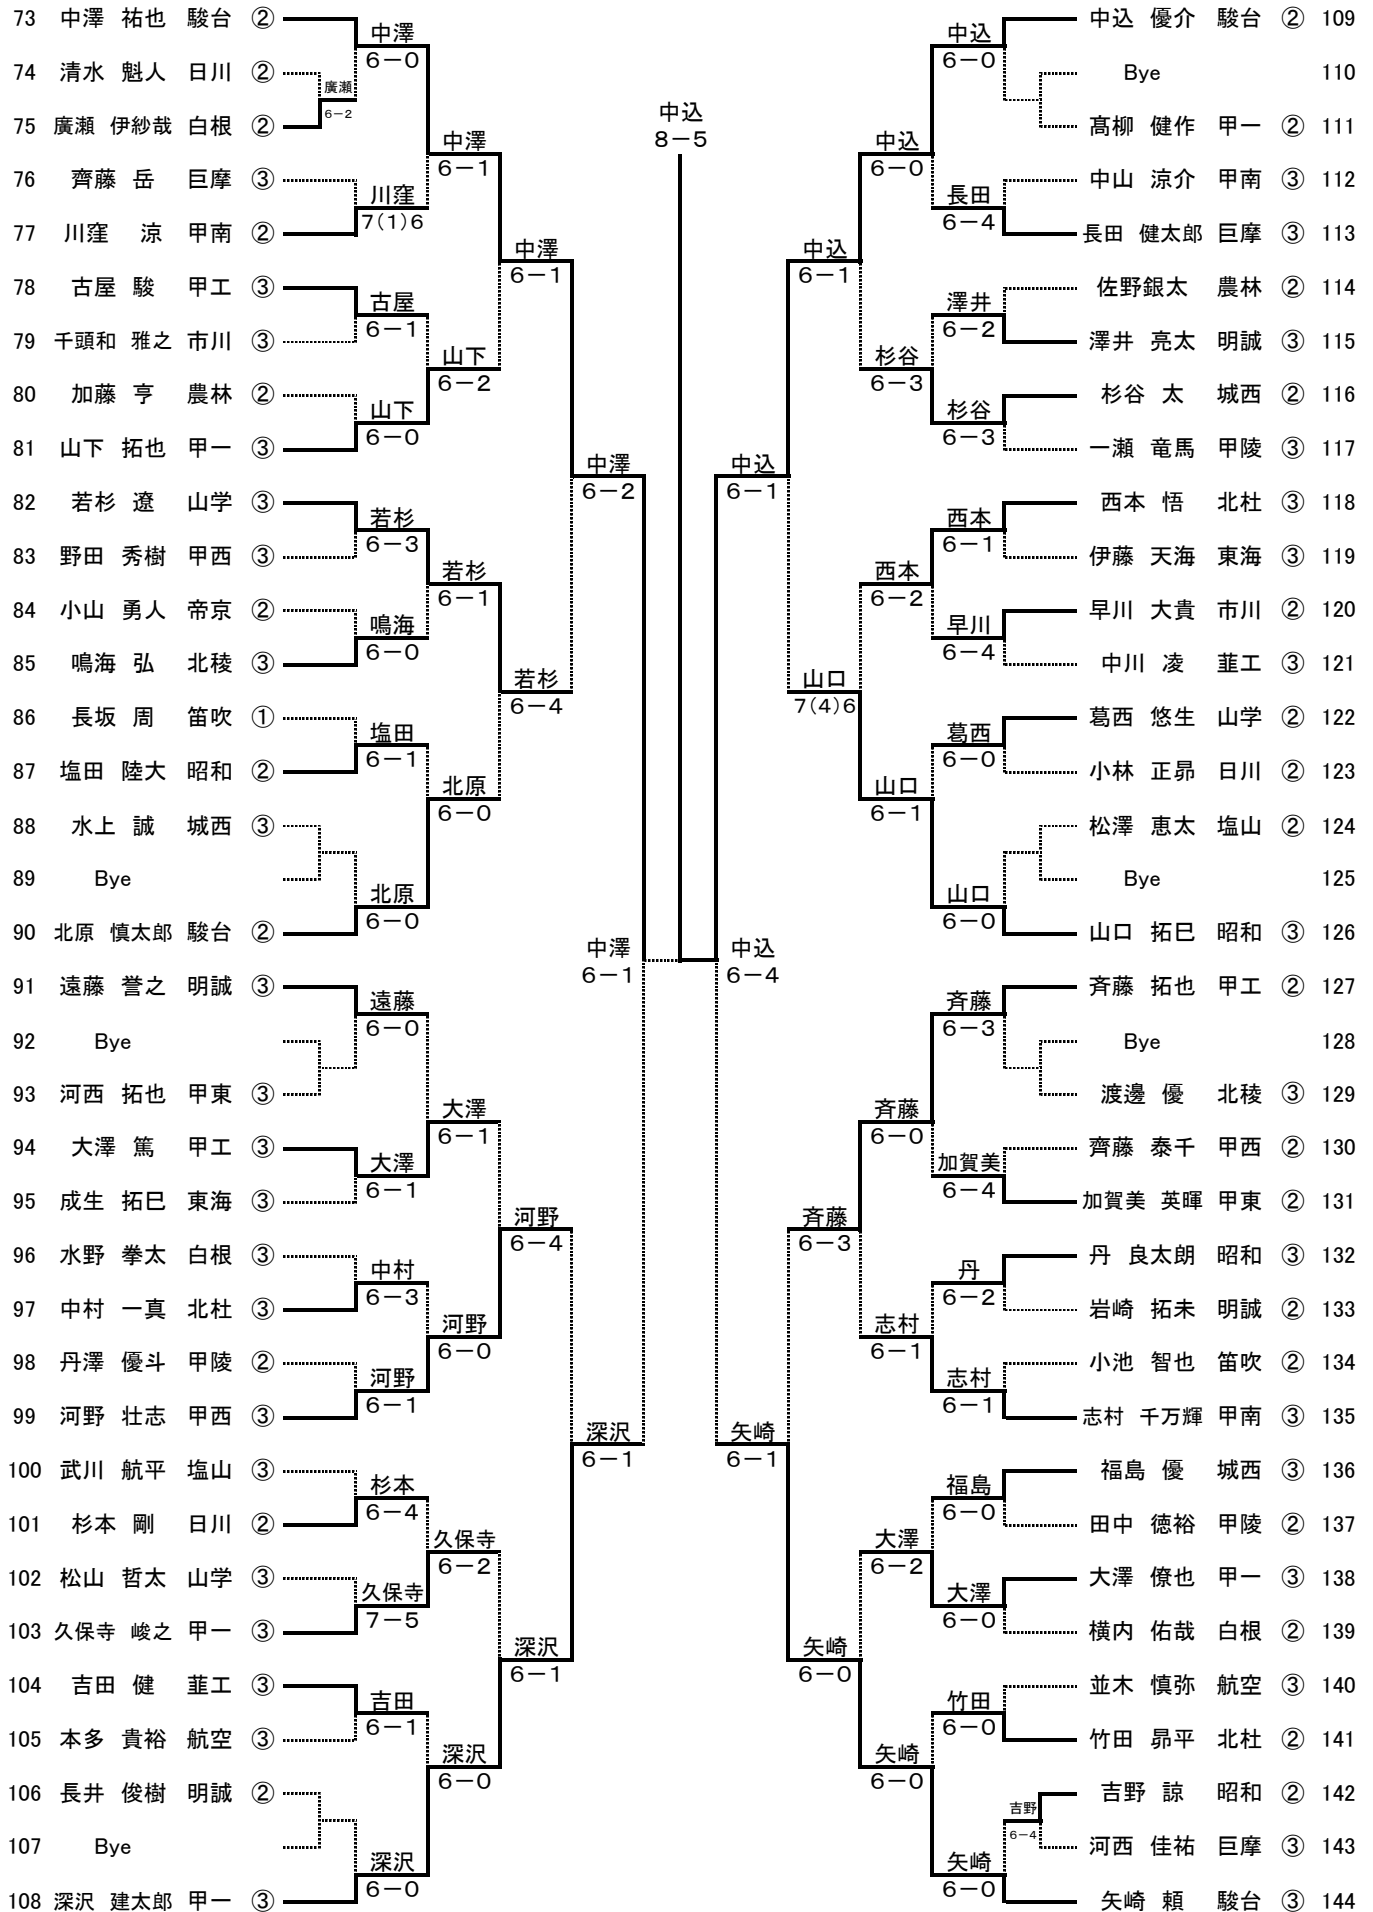 73 中澤 祐也 駿台 ②
74 清水 魁人 日川 ②
75 廣瀬 伊紗哉 白根 ②
76 齊藤 岳 巨摩 ③
77 川窪 涼 甲南 ②
78 古屋 駿 甲工 ③
79 千頭和 雅之 市川 ③
80 加藤 亨 農林 ②
81 山下 拓也 甲一 ③
82 若杉 遼 山学 ③
83 野田 秀樹 甲西 ③
84 小山 勇人 帝京 ②
85 鳴海 弘 北稜 ③
86 長坂 周 笛吹 ①
87 塩田 陸大 昭和 ②
88 水上 誠 城西 ③
89 Bye
90 北原 慎太郎 駿台 ②
91 遠藤 誉之 明誠 ③
92 Bye
93 河西 拓也 甲東 ③
94 大澤 篤 甲工 ③
95 成生 拓巳 東海 ③
96 水野 拳太 白根 ③
97 中村 一真 北杜 ③
98 丹澤 優斗 甲陵 ②
99 河野 壮志 甲西 ③
100 武川 航平 塩山 ③
101 杉本 剛 日川 ②
102 松山 哲太 山学 ③
103 久保寺 峻之 甲一 ③
104 吉田 健 韮工 ③
105 本多 貴裕 航空 ③
106 長井 俊樹 明誠 ②
107 Bye
108 深沢 建太郎 甲一 ③
廣瀬
6-2
中澤
6-0
川窪
7(1)6
古屋
6-1
山下
6-0
若杉
6-3
鳴海
6-0
塩田
6-1
北原
6-0
遠藤
6-0
大澤
6-1
中村
6-3
河野
6-1
杉本
6-4
久保寺
7-5
吉田
6-1
深沢
6-0
中澤
6-1
山下
6-2
若杉
6-1
北原
6-0
大澤
6-1
河野
6-0
久保寺
6-2
深沢
6-0
中澤
6-1
若杉
6-4
河野
6-4
深沢
6-1
中澤
6-2
深沢
6-1
中澤
6-1
中込
8-5
中込
6-4
中込
6-1
矢崎
6-1
中込
6-1
山口
7(4)6
斉藤
6-3
矢崎
6-0
中込
6-0
杉谷
6-3
西本
6-2
山口
6-1
斉藤
6-0
志村
6-1
大澤
6-2
矢崎
6-0
中込
6-0
長田
6-4
澤井
6-2
杉谷
6-3
西本
6-1
早川
6-4
葛西
6-0
山口
6-0
斉藤
6-3
加賀美
6-4
丹
6-2
志村
6-1
福島
6-0
大澤
6-0
竹田
6-0
吉野
6-4
矢崎
6-0
中込 優介 駿台 ② 109
Bye 110
髙柳 健作 甲一 ② 111
中山 涼介 甲南 ③ 112
長田 健太郎 巨摩 ③ 113
佐野銀太 農林 ② 114
澤井 亮太 明誠 ③ 115
杉谷 太 城西 ② 116
一瀬 竜馬 甲陵 ③ 117
西本 悟 北杜 ③ 118
伊藤 天海 東海 ③ 119
早川 大貴 市川 ② 120
中川 凌 韮工 ③ 121
葛西 悠生 山学 ② 122
小林 正昴 日川 ② 123
松澤 恵太 塩山 ② 124
Bye 125
山口 拓巳 昭和 ③ 126
斉藤 拓也 甲工 ② 127
Bye 128
渡邊 優 北稜 ③ 129
齊藤 泰千 甲西 ② 130
加賀美 英暉 甲東 ② 131
丹 良太朗 昭和 ③ 132
岩崎 拓未 明誠 ② 133
小池 智也 笛吹 ② 134
志村 千万輝 甲南 ③ 135
福島 優 城西 ③ 136
田中 徳裕 甲陵 ② 137
大澤 僚也 甲一 ③ 138
横内 佑哉 白根 ② 139
並木 慎弥 航空 ③ 140
竹田 昴平 北杜 ② 141
吉野 諒 昭和 ② 142
河西 佳祐 巨摩 ③ 143
矢崎 頼 駿台 ③ 144